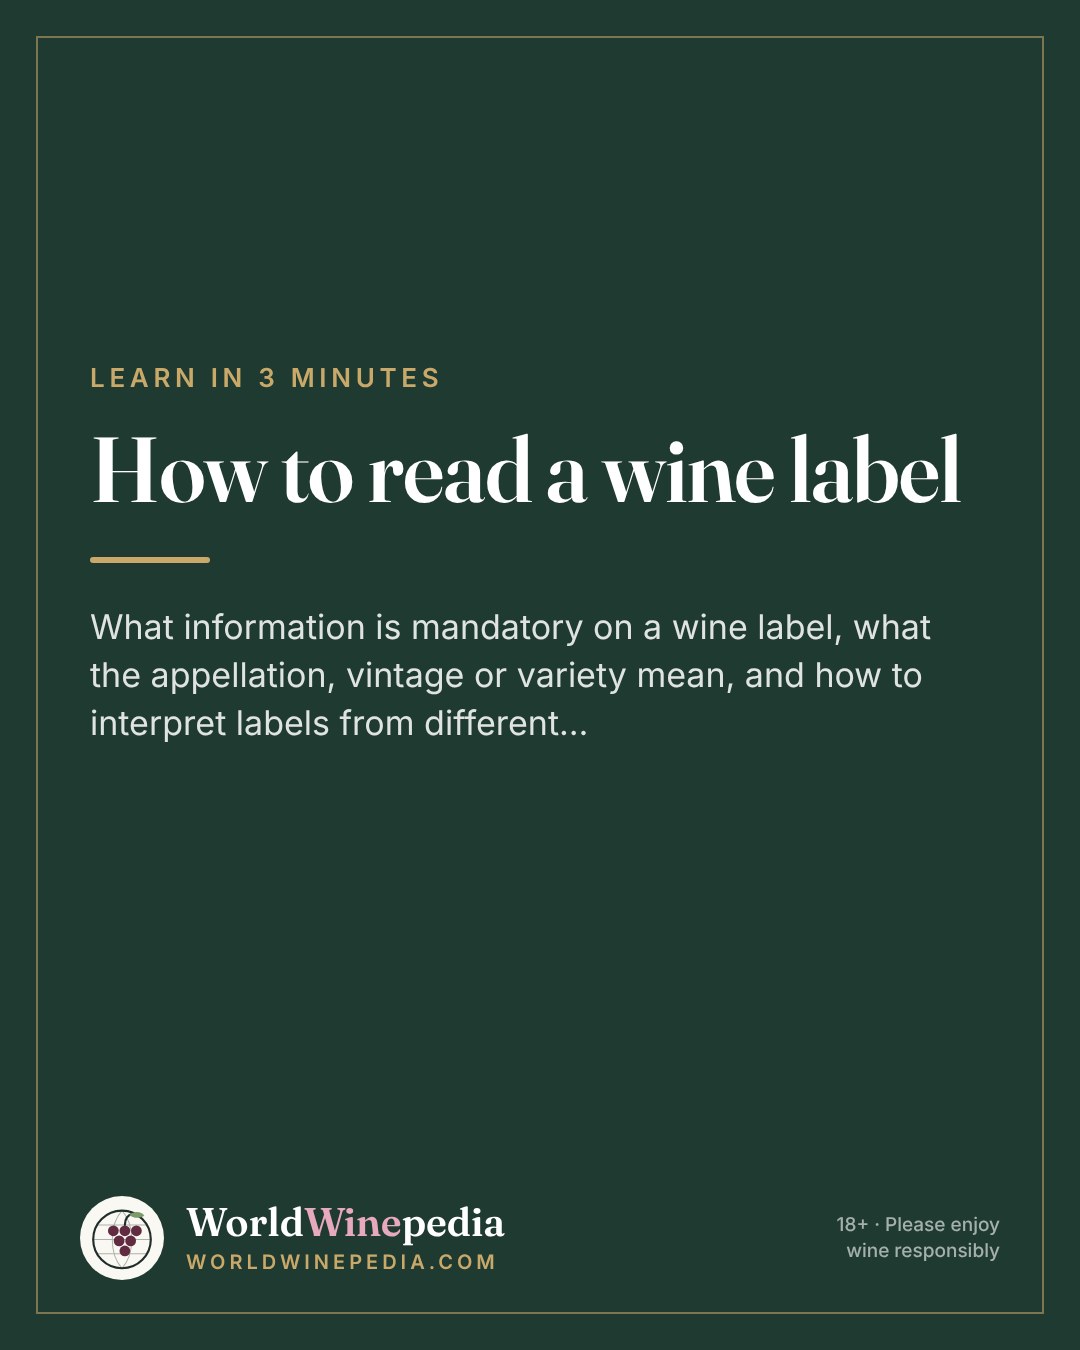 LEARN IN 3 MINUTES
How to read a wine label
What information is mandatory on a wine label, what
the appellation, vintage or variety mean, and how to
interpret labels from different...
WorldWinepedia
WORLDWINEPEDIA.COM
18+ · Please enjoy
wine responsibly